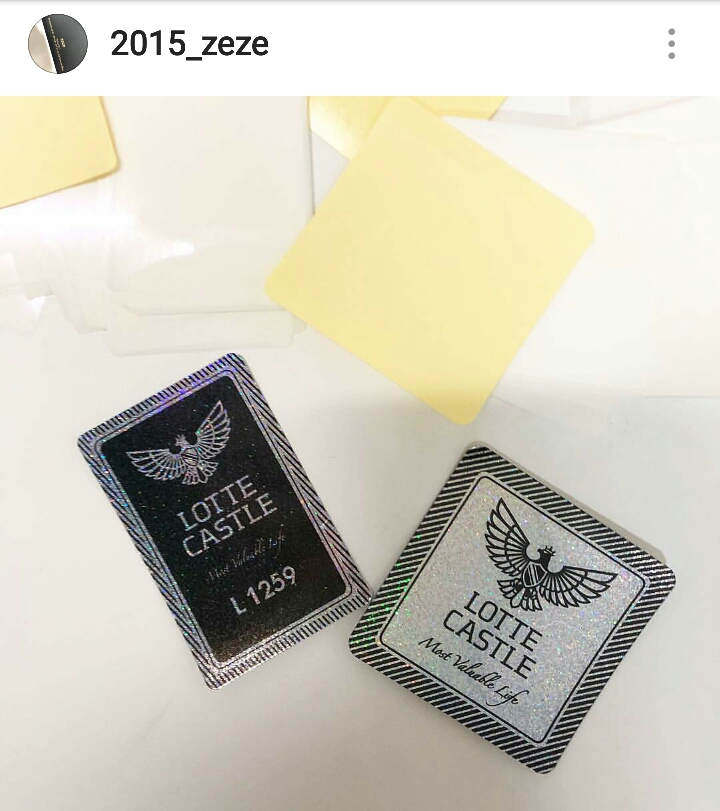 2015_zeze
LOTTE
CASTLE
Most Valuable Life
L 1259
LOTTE
CASTLE
Most Valuable Life